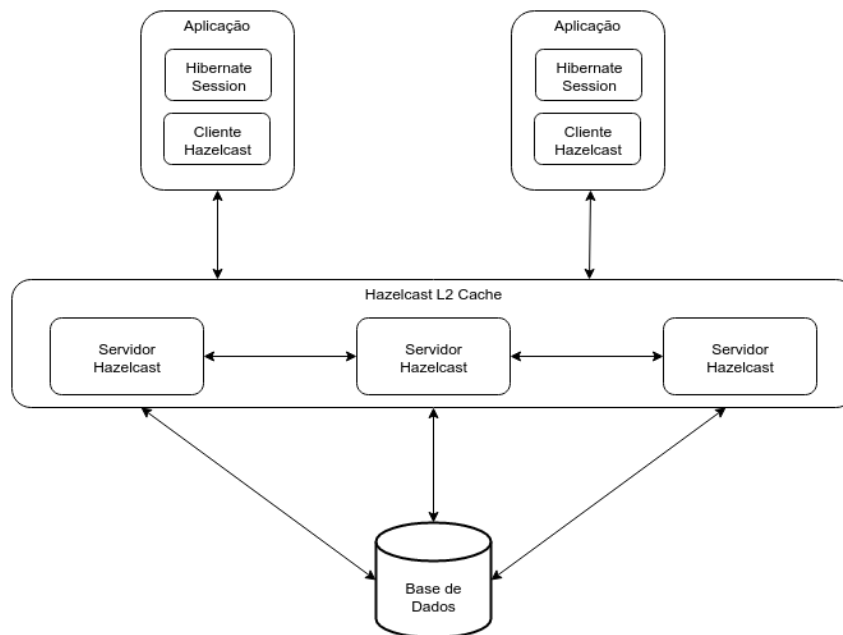 Aplicação
Aplicação
Hibernate
Session
Hibernate
Session
Cliente
Hazelcast
Cliente
Hazelcast
Hazelcast L2 Cache
Servidor
Hazelcast
Servidor
Hazelcast
Servidor
Hazelcast
Base de
Dados